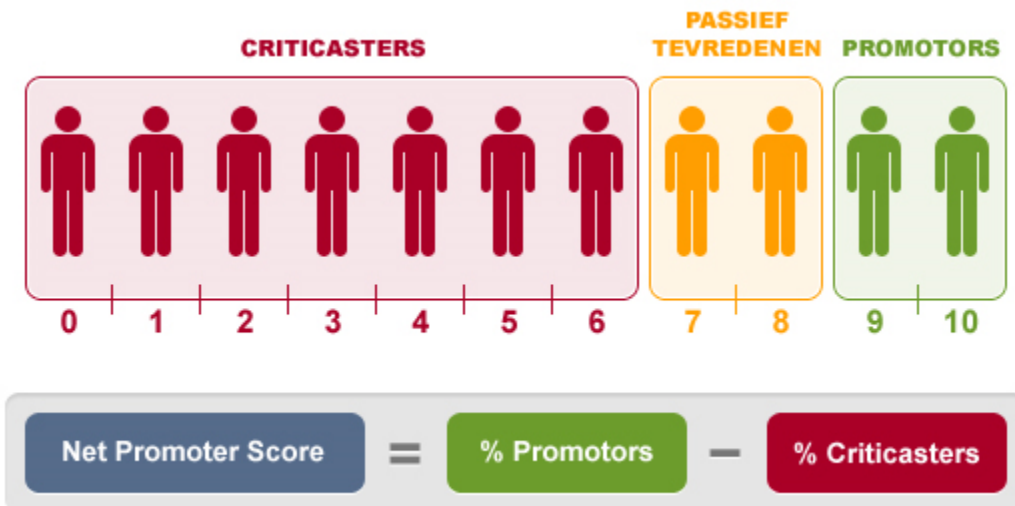 CRITICASTERS
PASSIEF
TEVREDENEN
PROMOTORS
0 1 2 3 4 5 6 7 8 9 10
Net Promoter Score = % Promotors – % Criticasters